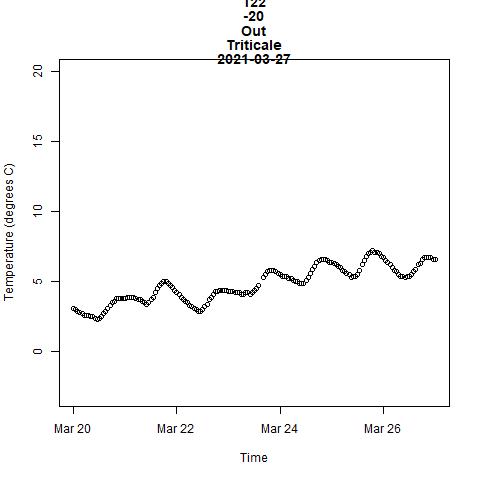 122
-20
Out
Triticale
2021-03-27
20
15
10
5
0
Temperature (degrees C)
Mar 20
Mar 22
Mar 24
Mar 26
Time